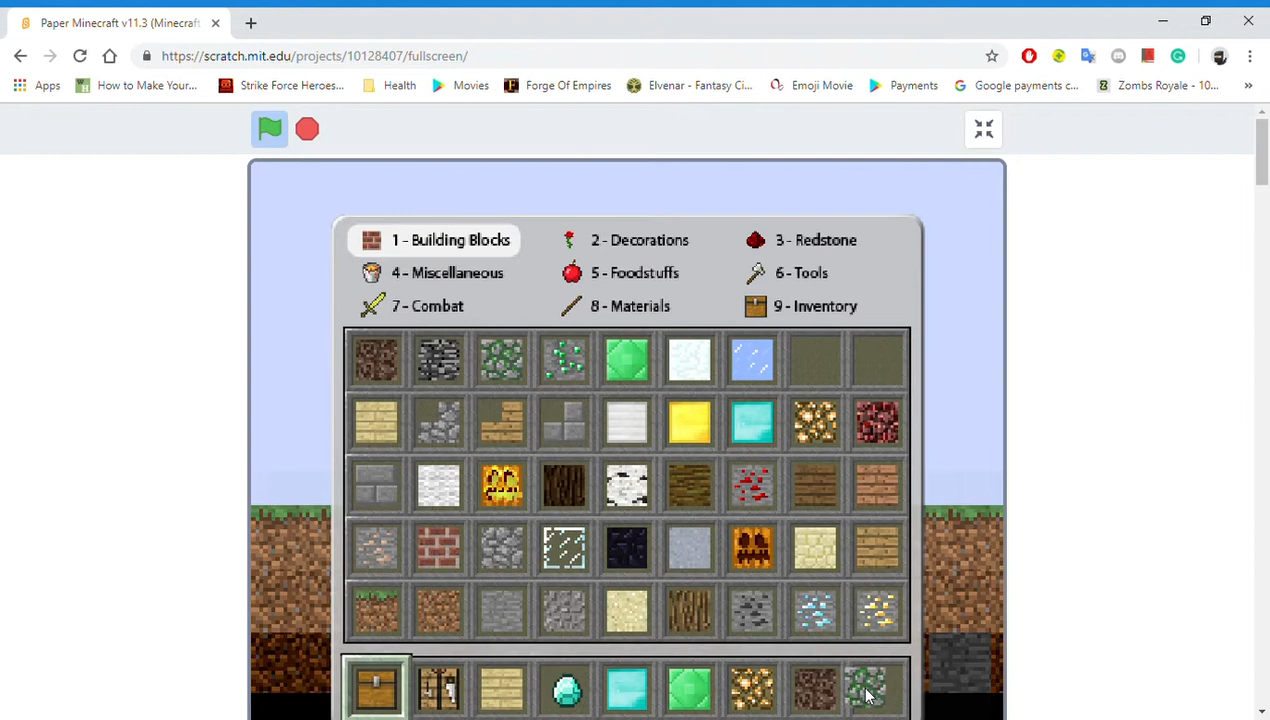 Paper Minecraft v11.3 (Minecraft
https://scratch.mit.edu/projects/10128407/fullscreen/
Apps How to Make Your... Strike Force Heroes... Health Movies Forge Of Empires Elvenar - Fantasy Ci... Emoji Movie Payments Google payments c... Zombs Royale - 10... »
1 - Building Blocks 2 - Decorations 3 - Redstone
4 - Miscellaneous 5 - Foodstuffs 6 - Tools
7 - Combat 8 - Materials 9 - Inventory